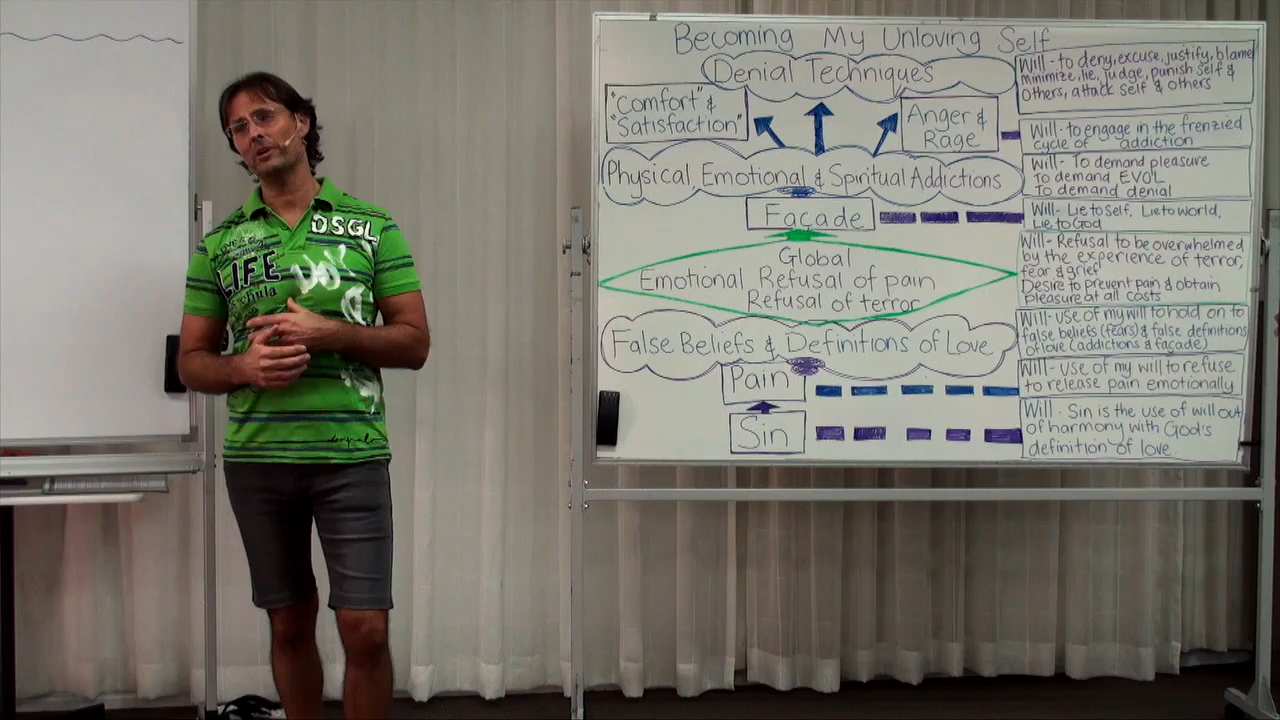 Becoming My Unloving Self
Denial Techniques
"Comfort" &
"Satisfaction"
Anger &
Rage
Physical Emotional & Spiritual Addictions
Façade
Global
Emotional Refusal of pain
Refusal of terror
False Beliefs & Definitions of Love
Pain
Sin
Will - to deny, excuse, justify, blame
minimize, lie, judge, punish self &
others, attack self & others
Will - to engage in the frenzied
cycle of addiction
Will - To demand pleasure
To demand EVOL
To demand denial
Will - Lie to Self, Lie to world,
Lie to God
Will - Refusal to be overwhelmed
by the experience of terror,
fear & grief
Desire to prevent pain & obtain
pleasure at all costs
Will - use of my will to hold on to
false beliefs (fears) & false definitions
of love (addictions & façade)
Will - use of my will to refuse
to release pain emotionally
Will - Sin is the use of will out
of harmony with God's
definition of love
DSGL
LIFE